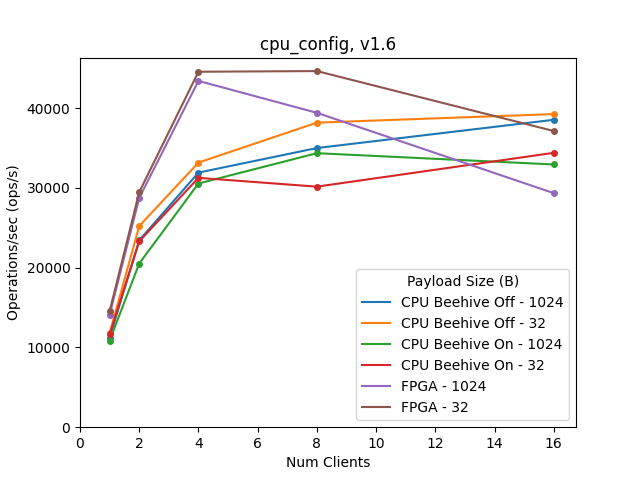 cpu_config, v1.6
Operations/sec (ops/s)
40000
30000
20000
10000
0
Payload Size (B)
CPU Beehive Off - 1024
CPU Beehive Off - 32
CPU Beehive On - 1024
CPU Beehive On - 32
FPGA - 1024
FPGA - 32
0 2 4 6 8 10 12 14 16
Num Clients